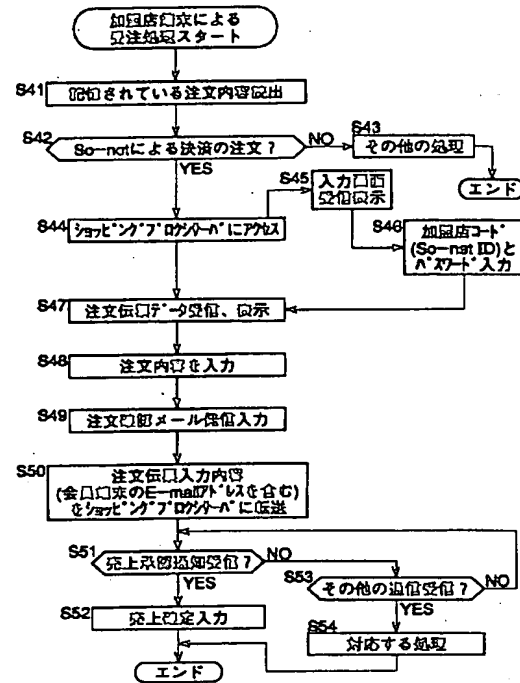 加盟店端末による
受注処理スタート
S41
記憶されている注文内容読出
S42
So-netによる決済の注文?
NO
S43
その他の処理
エンド
YES
S44
ショッピングプロクシサーバにアクセス
S45
入力画面
受信表示
S46
加盟店コード
(So-net ID)と
パスワード入力
S47
注文伝票データ受信、表示
S48
注文内容を入力
S49
注文確認メール 入力
S50
注文伝票入力内容
(会員端末のE-mailアドレスを含む)
をショッピングプロクシサーバに転送
S51
売上承認通知受信?
NO
YES
S52
売上確定入力
エンド
S53
その他の通信受信?
NO
YES
S54
対応する処理